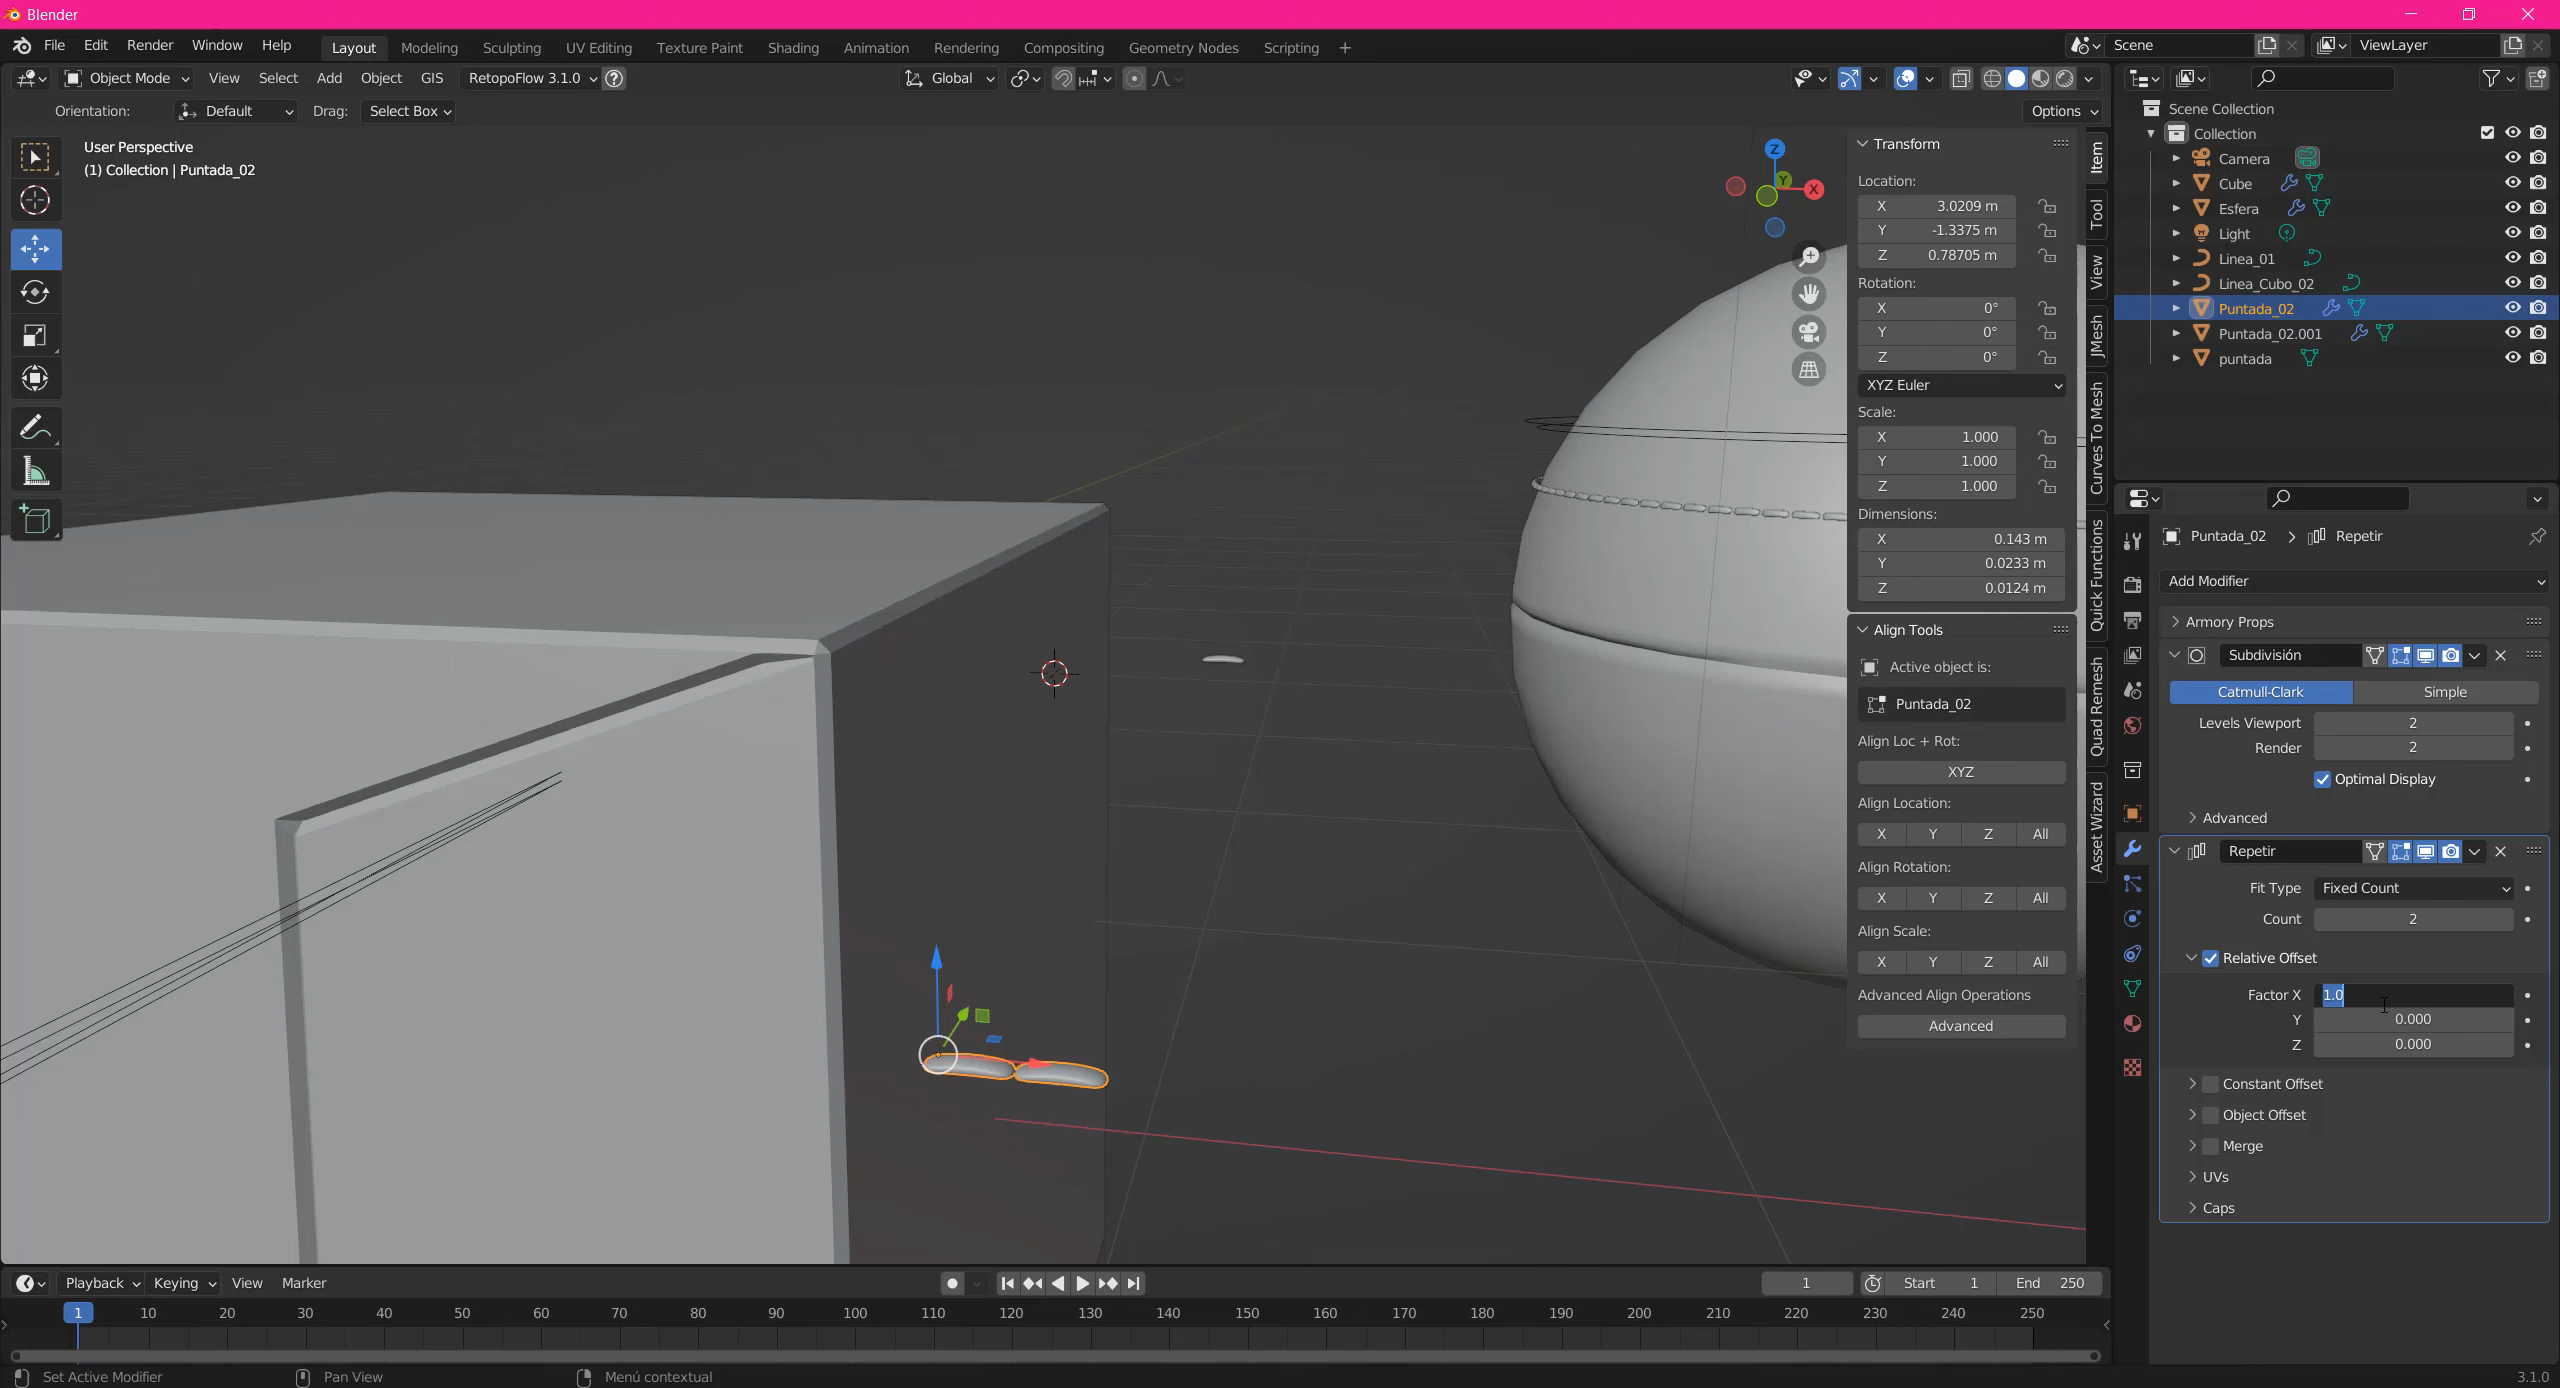 Blender
File Edit Render Window Help
Layout Modeling Sculpting UV Editing Texture Paint Shading Animation Rendering Compositing Geometry Nodes Scripting +
Scene
ViewLayer
Object Mode View Select Add Object GIS RetopoFlow 3.1.0 ?
Global
Orientation: Default Drag: Select Box
Options
User Perspective
(1) Collection | Puntada_02
Z
Y
X
Transform
Location:
X 3.0209 m
Y -1.3375 m
Z 0.78705 m
Rotation:
X 0°
Y 0°
Z 0°
XYZ Euler
Scale:
X 1.000
Y 1.000
Z 1.000
Dimensions:
X 0.143 m
Y 0.0233 m
Z 0.0124 m
Align Tools
Active object is:
Puntada_02
Align Loc + Rot:
XYZ
Align Location:
X Y Z All
Align Rotation:
X Y Z All
Align Scale:
X Y Z All
Advanced Align Operations
Advanced
Item
Tool
View
JMesh
Curves To Mesh
Quick Functions
Quad Remesh
Asset Wizard
Scene Collection
Collection
Camera
Cube
Esfera
Light
Linea_01
Linea_Cubo_02
Puntada_02
Puntada_02.001
puntada
Puntada_02 > Repetir
Add Modifier
Armory Props
Subdivisión
Catmull-Clark Simple
Levels Viewport 2
Render 2
Optimal Display
Advanced
Repetir
Fit Type Fixed Count
Count 2
Relative Offset
Factor X 1.0
Y 0.000
Z 0.000
Constant Offset
Object Offset
Merge
UVs
Caps
Playback Keying View Marker
1 Start 1 End 250
1 10 20 30 40 50 60 70 80 90 100 110 120 130 140 150 160 170 180 190 200 210 220 230 240 250
Set Active Modifier Pan View Menú contextual
3.1.0